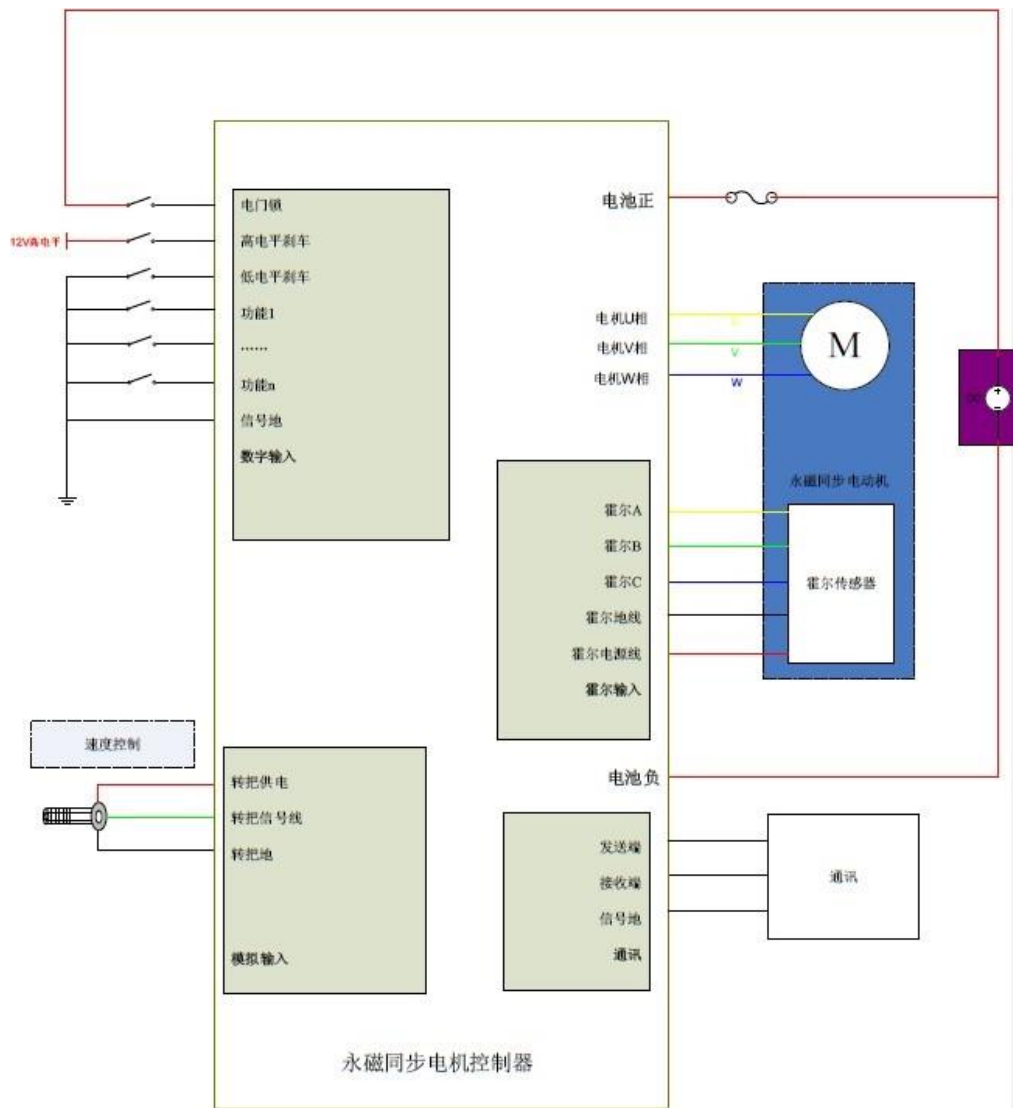 电门锁
12V高电平
高电平刹车
低电平刹车
功能1
……
功能n
信号地
数字输入
电池正
电机U相
电机V相
电机W相
V
W
M
永磁同步电动机
霍尔A
霍尔B
霍尔C
霍尔地线
霍尔电源线
霍尔输入
霍尔传感器
速度控制
转把供电
转把信号线
转把地
模拟输入
电池负
发送端
接收端
信号地
通讯
通讯
永磁同步电机控制器